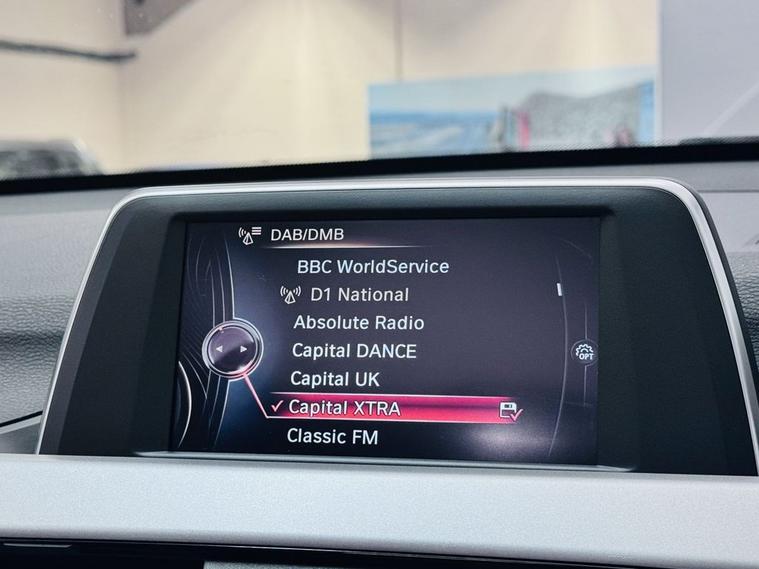 DAB/DMB
BBC WorldService
D1 National
Absolute Radio
Capital DANCE
Capital UK
Capital XTRA
Classic FM
OPT